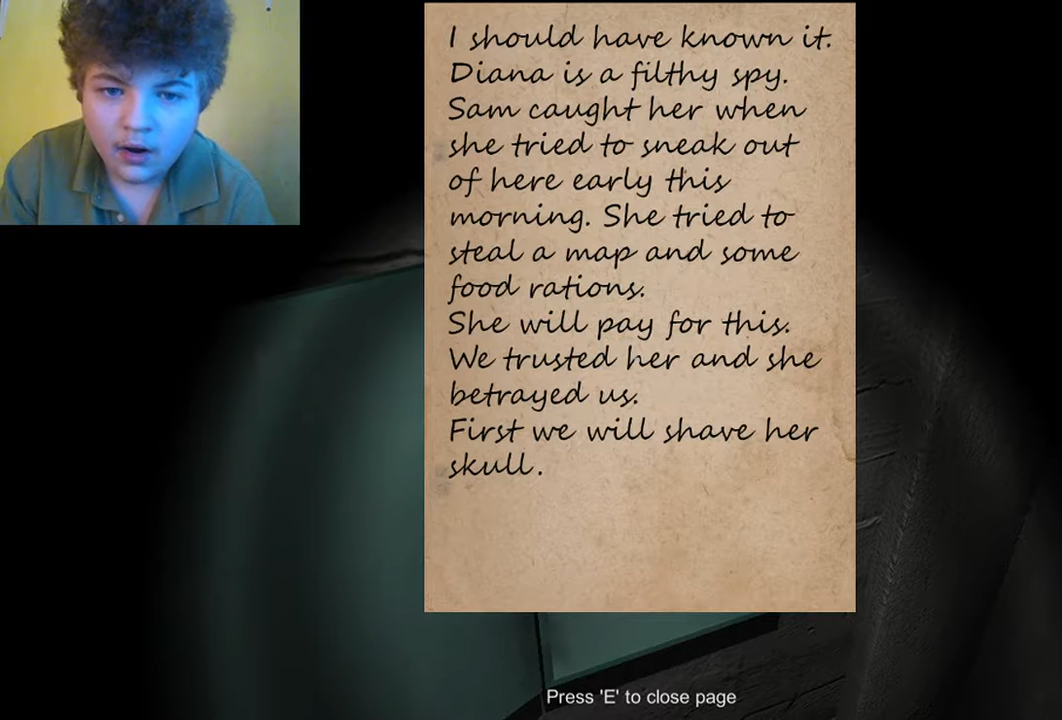 I should have known it.
Diana is a filthy spy.
Sam caught her when
she tried to sneak out
of here early this
morning. She tried to
steal a map and some
food rations.
She will pay for this.
We trusted her and she
betrayed us.
First we will shave her
skull.
Press 'E' to close page